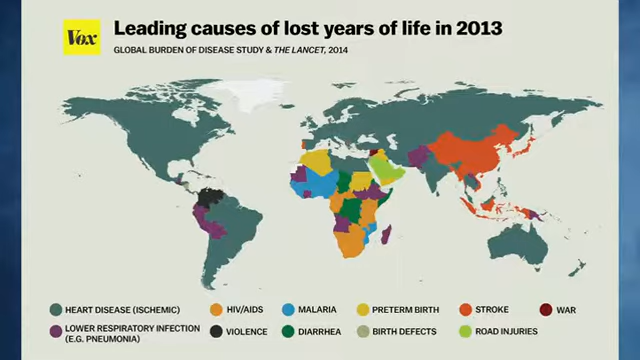 Vox
Leading causes of lost years of life in 2013
GLOBAL BURDEN OF DISEASE STUDY & THE LANCET, 2014
HEART DISEASE (ISCHEMIC)
HIV/AIDS
MALARIA
PRETERM BIRTH
STROKE
WAR
LOWER RESPIRATORY INFECTION
(E.G. PNEUMONIA)
VIOLENCE
DIARRHEA
BIRTH DEFECTS
ROAD INJURIES